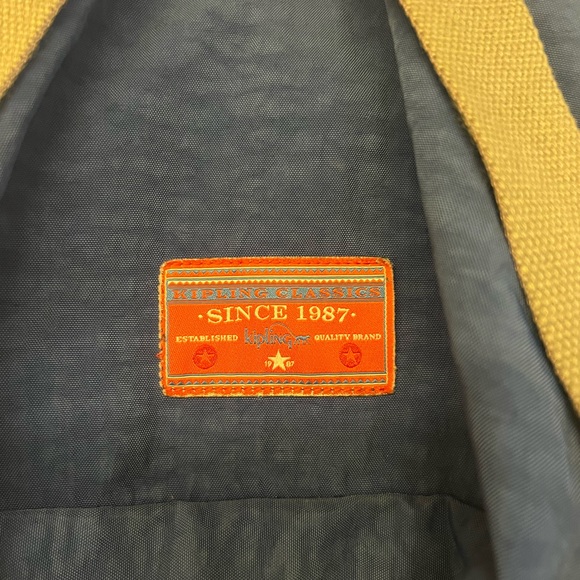 KIPLING CLASSICS
·SINCE 1987·
ESTABLISHED kipling QUALITY BRAND
19 87